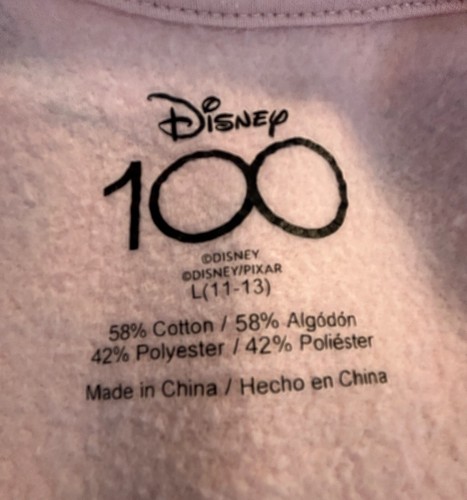 Disney
100
©DISNEY
©DISNEY/PIXAR
L(11-13)
58% Cotton / 58% Algódón
42% Polyester / 42% Poliéster
Made in China / Hecho en China